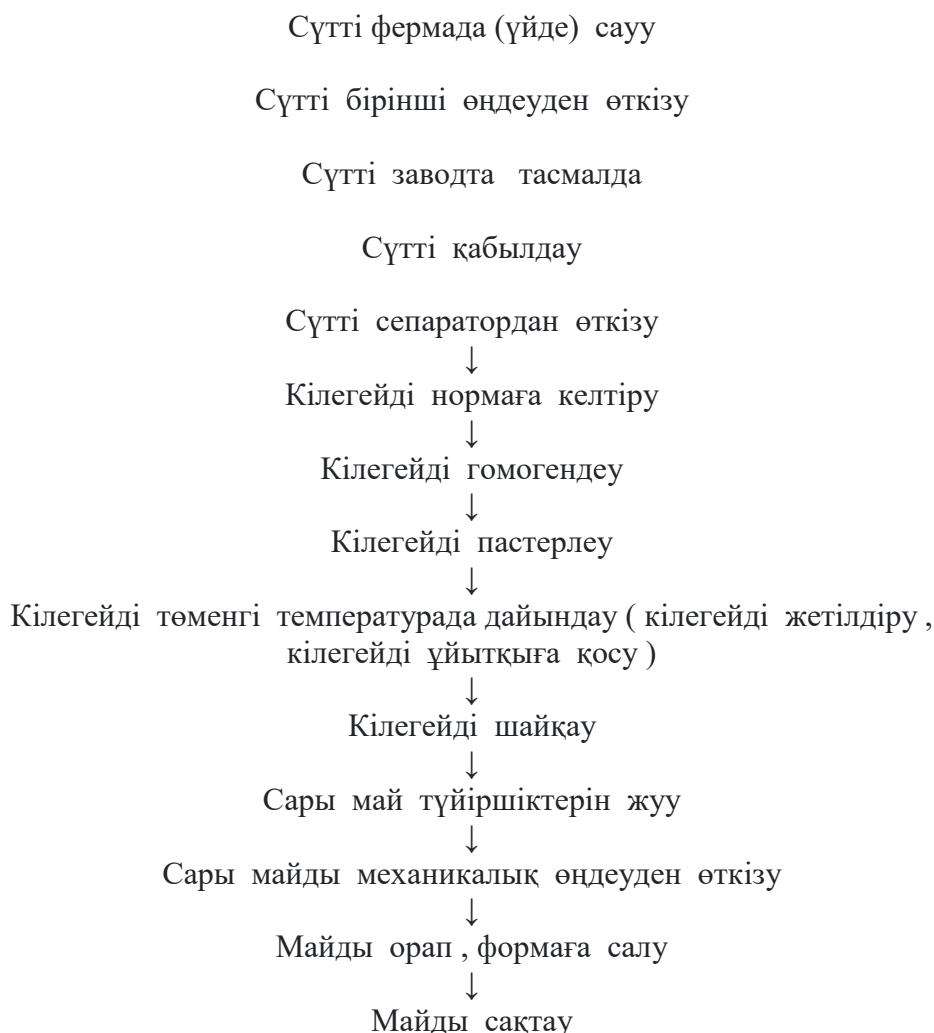 Сүтті фермада (үйде) сауу
Сүтті бірінші өңдеуден өткізу
Сүтті заводта тасмалда
Сүтті қабылдау
Сүтті сепаратордан өткізу
↓
Кілегейді нормаға келтіру
↓
Кілегейді гомогендеу
↓
Кілегейді пастерлеу
↓
Кілегейді төменгі температурада дайындау ( кілегейді жетілдіру ,
кілегейді ұйытқыға қосу )
↓
Кілегейді шайқау
↓
Сары май түйіршіктерін жуу
↓
Сары майды механикалық өңдеуден өткізу
↓
Майды орап , формаға салу
↓
Майды сақтау